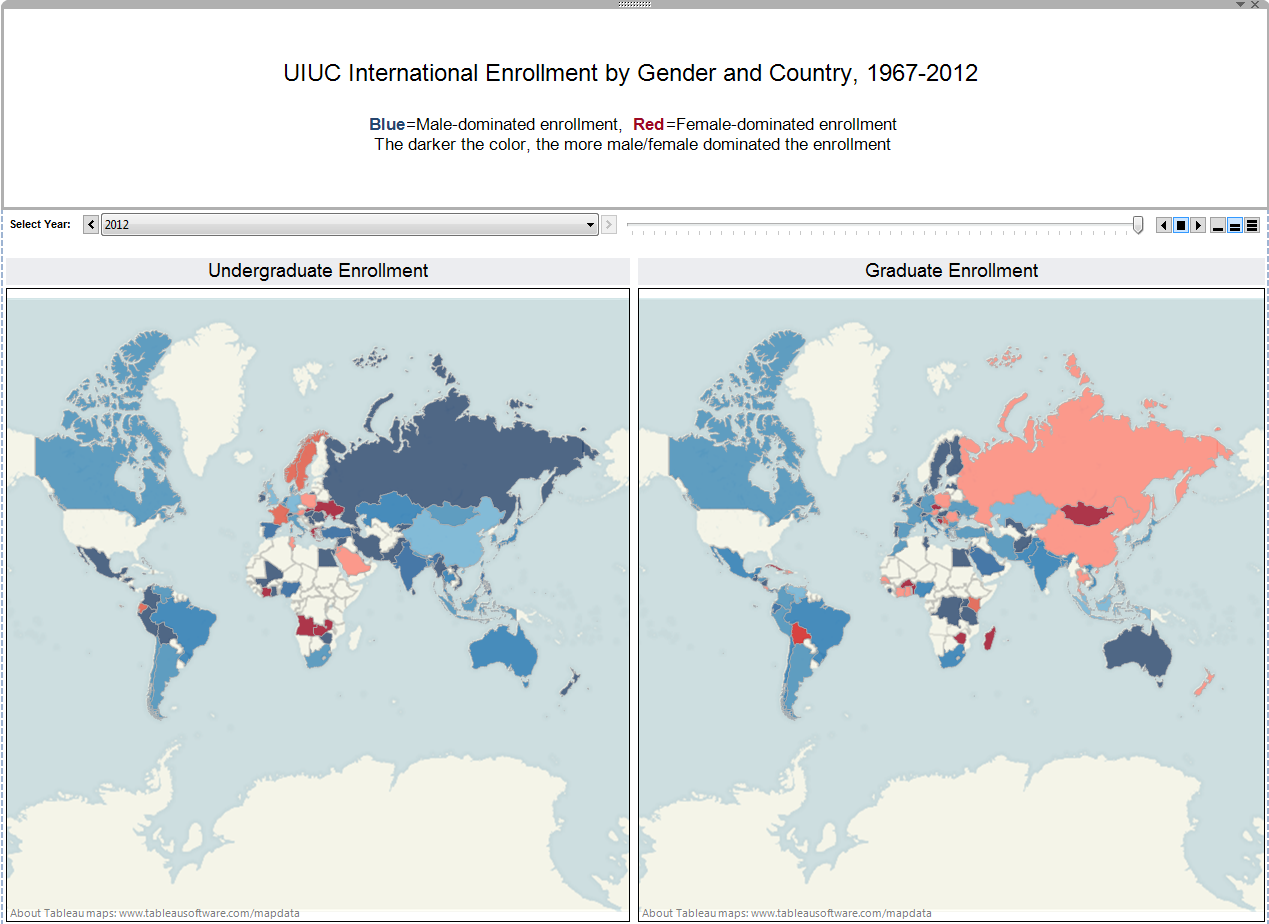 UIUC International Enrollment by Gender and Country, 1967-2012
Blue=Male-dominated enrollment, Red=Female-dominated enrollment
The darker the color, the more male/female dominated the enrollment
Select Year:
2012
Undergraduate Enrollment
Graduate Enrollment
About Tableau maps: www.tableausoftware.com/mapdata
About Tableau maps: www.tableausoftware.com/mapdata